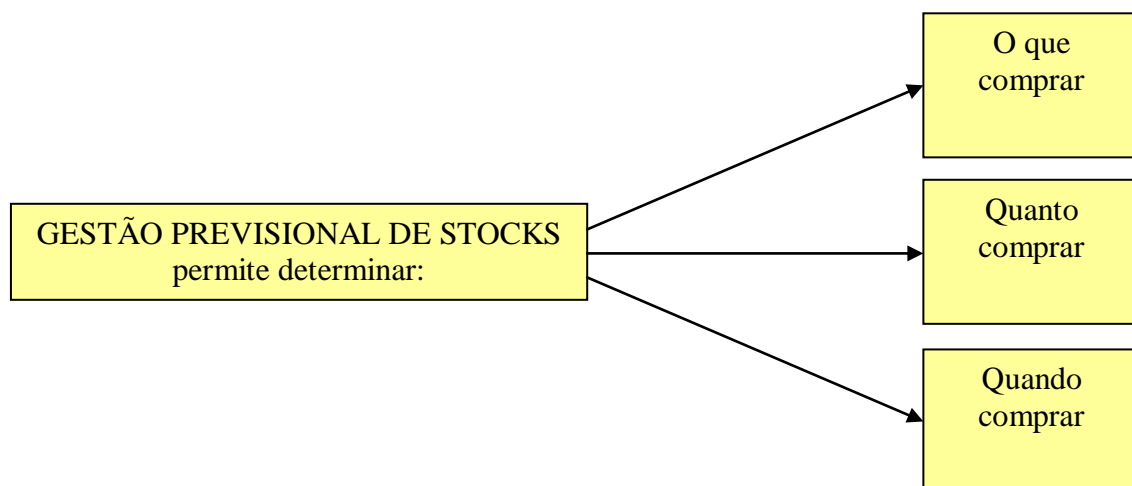 O que
comprar
GESTÃO PREVISIONAL DE STOCKS
permite determinar:
Quanto
comprar
Quando
comprar